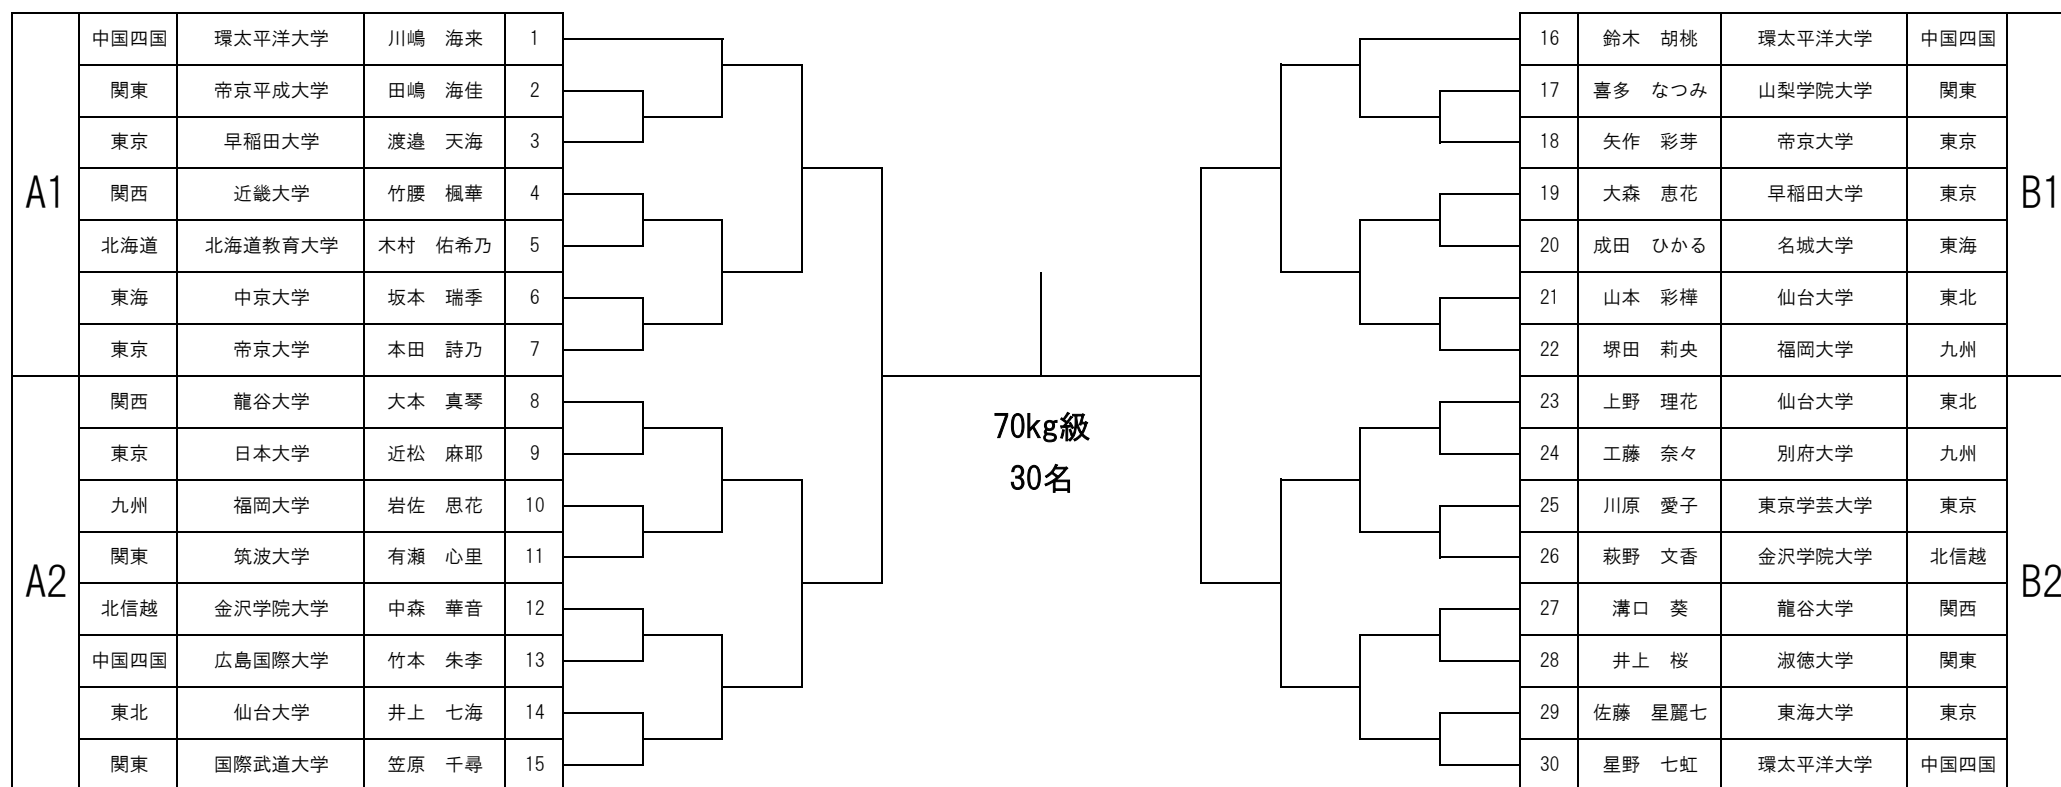 A1
中国四国 環太平洋大学 川嶋 海来 1
関東 帝京平成大学 田嶋 海佳 2
東京 早稲田大学 渡邉 天海 3
関西 近畿大学 竹腰 楓華 4
北海道 北海道教育大学 木村 佑希乃 5
東海 中京大学 坂本 瑞季 6
東京 帝京大学 本田 詩乃 7
A2
関西 龍谷大学 大本 真琴 8
東京 日本大学 近松 麻耶 9
九州 福岡大学 岩佐 思花 10
関東 筑波大学 有瀬 心里 11
北信越 金沢学院大学 中森 華音 12
中国四国 広島国際大学 竹本 朱李 13
東北 仙台大学 井上 七海 14
関東 国際武道大学 笠原 千尋 15
70kg級
30名
16 鈴木 胡桃 環太平洋大学 中国四国
17 喜多 なつみ 山梨学院大学 関東
18 矢作 彩芽 帝京大学 東京
19 大森 恵花 早稲田大学 東京
20 成田 ひかる 名城大学 東海
21 山本 彩樺 仙台大学 東北
22 堺田 莉央 福岡大学 九州
B1
23 上野 理花 仙台大学 東北
24 工藤 奈々 別府大学 九州
25 川原 愛子 東京学芸大学 東京
26 萩野 文香 金沢学院大学 北信越
27 溝口 葵 龍谷大学 関西
28 井上 桜 淑徳大学 関東
29 佐藤 星麗七 東海大学 東京
30 星野 七虹 環太平洋大学 中国四国
B2